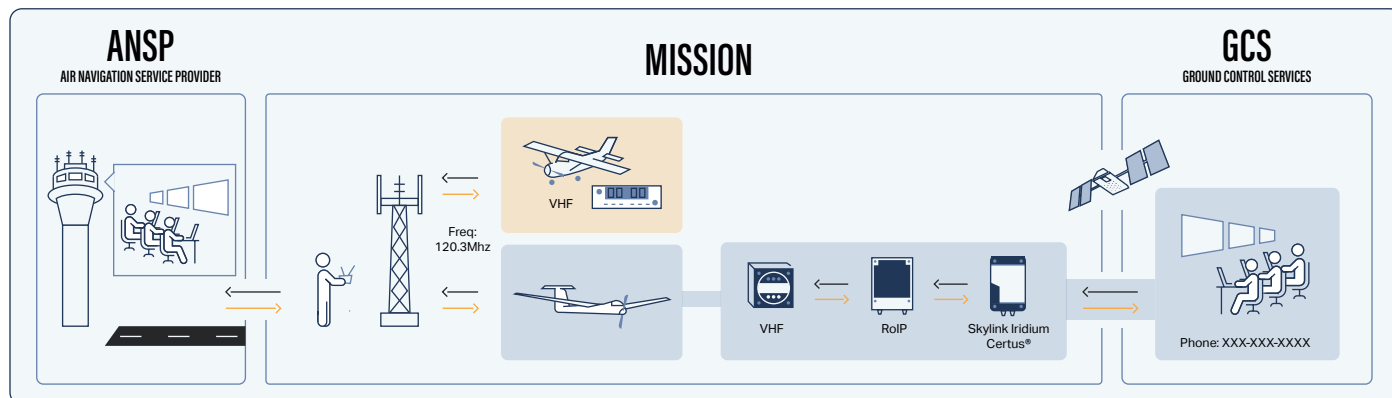 ANSP
AIR NAVIGATION SERVICE PROVIDER
MISSION
GCS
GROUND CONTROL SERVICES
VHF
00 00
Freq:
120.3Mhz
VHF
RoIP
Skylink Iridium
Certus®
Phone: XXX-XXX-XXXX